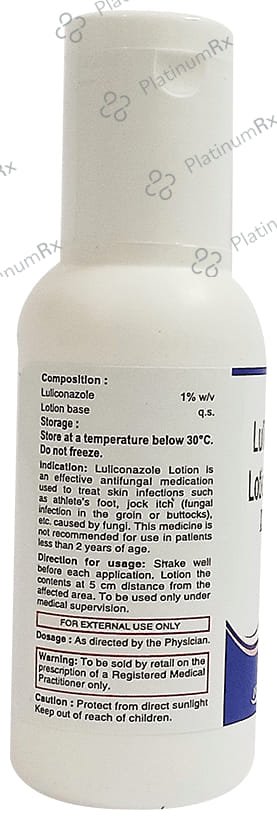 PlatinumRx
PlatinumRx
PlatinumRx
PlatinumRx
Composition :
Luliconazole 1% w/v
Lotion base q.s.
Storage :
Store at a temperature below 30°C.
Do not freeze.
Indication: Luliconazole Lotion is
an effective antifungal medication
used to treat skin infections such
as athlete's foot, jock itch (fungal
infection in the groin or buttocks),
etc. caused by fungi. This medicine is
not recommended for use in patients
less than 2 years of age.
Direction for usage: Shake well
before each application. Lotion the
contents at 5 cm distance from the
affected area. To be used only under
medical supervision.
FOR EXTERNAL USE ONLY
Dosage : As directed by the Physician.
Warning: To be sold by retail on the
prescription of a Registered Medical
Practitioner only.
Caution : Protect from direct sunlight
Keep out of reach of children.